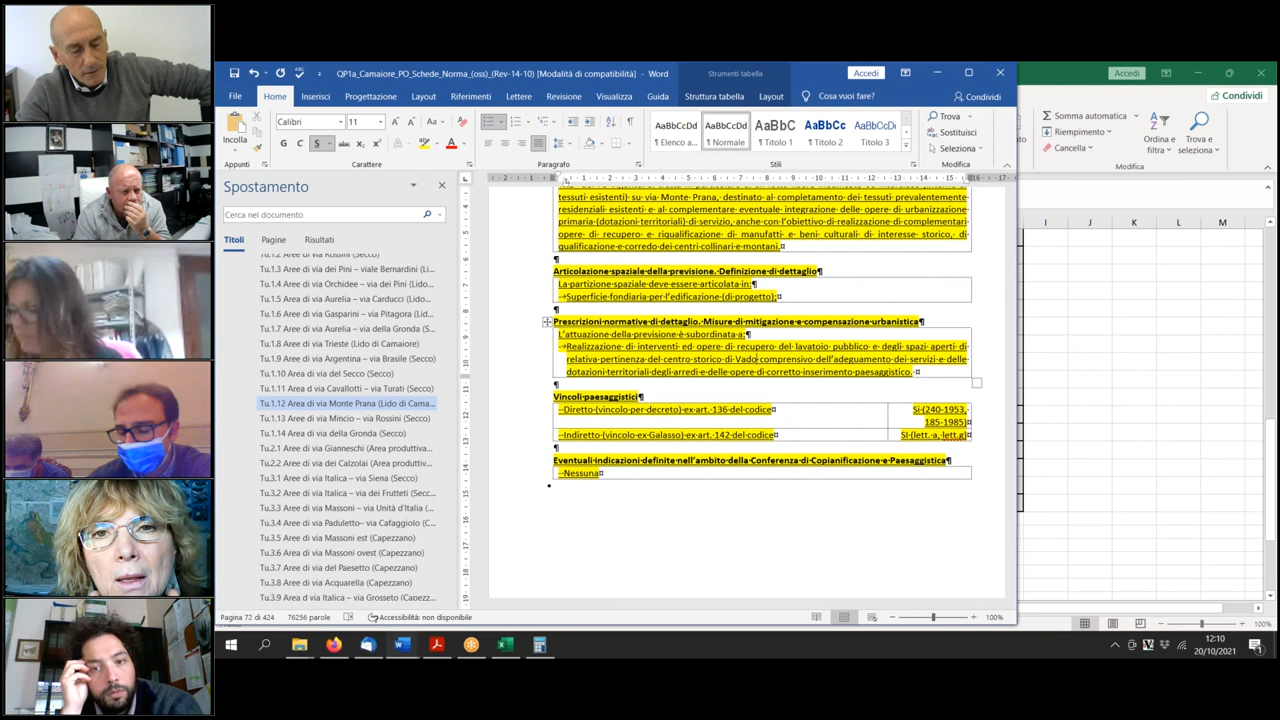 QP1a_Camaiore_PO_Schede_Norma_(oss)_(Rev-14-10) [Modalità di compatibilità] - Word
Strumenti tabella
Accedi
Accedi
File Home Inserisci Progettazione Layout Riferimenti Lettere Revisione Visualizza Guida Struttura tabella Layout Cosa vuoi fare? Condividi
Condividi
Incolla
Calibri 11
Aa
G C S abc x₂ x² A
AaBbCcDd AaBbCcDd AaBbC AaBbCc AaBbCcDc
¶ Elenco a... ¶ Normale ¶ Titolo 1 ¶ Titolo 2 ¶ Titolo 3
Trova
Sostituisci
Seleziona
Appunti Carattere Paragrafo Stili Modifica
Somma automatica
Riempimento
Cancella
Ordina e filtra
Trova e seleziona
Modifica
Spostamento
Cerca nel documento
Titoli Pagine Risultati
Tu.1.3 Aree di via dei Pini – viale Bernardini (Li...
Tu.1.4 Area di via Orchidee – via dei Pini (Lido...
Tu.1.5 Area di via Aurelia – via Carducci (Lido...
Tu.1.6 Area di via Gasparini – via Pitagora (Lido...
Tu.1.7 Area di via Aurelia – via della Gronda (S...
Tu.1.8 Area di via Trieste (Lido di Camaiore)
Tu.1.9 Area di via Argentina – via Brasile (Secco)
Tu.1.10 Area di via del Secco (Secco)
Tu.1.11 Area d via Cavallotti – via Turati (Secco)
Tu.1.12 Area di via Monte Prana (Lido di Cama...
Tu.1.13 Area di via Mincio – via Rossini (Secco)
Tu.1.14 Area di via della Gronda (Secco)
Tu.2.1 Area di via Gianneschi (Area produttiva...
Tu.2.2 Area di via dei Calzolai (Area produttiva...
Tu.3.1 Aree di via Italica – via Siena (Secco)
Tu.3.2 Area di via Italica – via dei Frutteti (Secc...
Tu.3.3 Area di via Massoni – via Unità d'Italia (...
Tu.3.4 Aree di via Paduletto– via Cafaggiolo (C...
Tu.3.5 Area di via Massoni est (Capezzano)
Tu.3.6 Area di via Massoni ovest (Capezzano)
Tu.3.7 Area di via del Paesetto (Capezzano)
Tu.3.8 Area di via Acquarella (Capezzano)
Tu.3.9 Area d via Italica – via Grosseto (Capezza...
tessuti esistenti) su via Monte Prana, destinato al completamento dei tessuti prevalentemente
residenziali esistenti e al complementare eventuale integrazione delle opere di urbanizzazione
primaria (dotazioni territoriali) di servizio, anche con l'obiettivo di realizzazione di complementari
opere di recupero e riqualificazione di manufatti e beni culturali di interesse storico, di
qualificazione e corredo dei centri collinari e montani.¤
¶
Articolazione spaziale della previsione. Definizione di dettaglio¶
La partizione spaziale deve essere articolata in:¶
→Superficie fondiaria per l'edificazione (di progetto);¤
¶
Prescrizioni normative di dettaglio. Misure di mitigazione e compensazione urbanistica¶
L'attuazione della previsione è subordinata a:¶
→Realizzazione di interventi ed opere di recupero del lavatoio pubblico e degli spazi aperti di
relativa pertinenza del centro storico di Vado comprensivo dell'adeguamento dei servizi e delle
dotazioni territoriali degli arredi e delle opere di corretto inserimento paesaggistico. ¤
¶
Vincoli paesaggistici¶
- Diretto (vincolo per decreto) ex art. 136 del codice¤ Si (240-1953, 185-1985)¤
- Indiretto (vincolo ex Galasso) ex art. 142 del codice¤ SI (lett. a, lett.g)¤
¶
Eventuali indicazioni definite nell'ambito della Conferenza di Copianificazione e Paesaggistica¶
- Nessuna¤
I J K L M
Pagina 72 di 424 76256 parole Accessibilità: non disponibile 100%
100%
12:10
20/10/2021